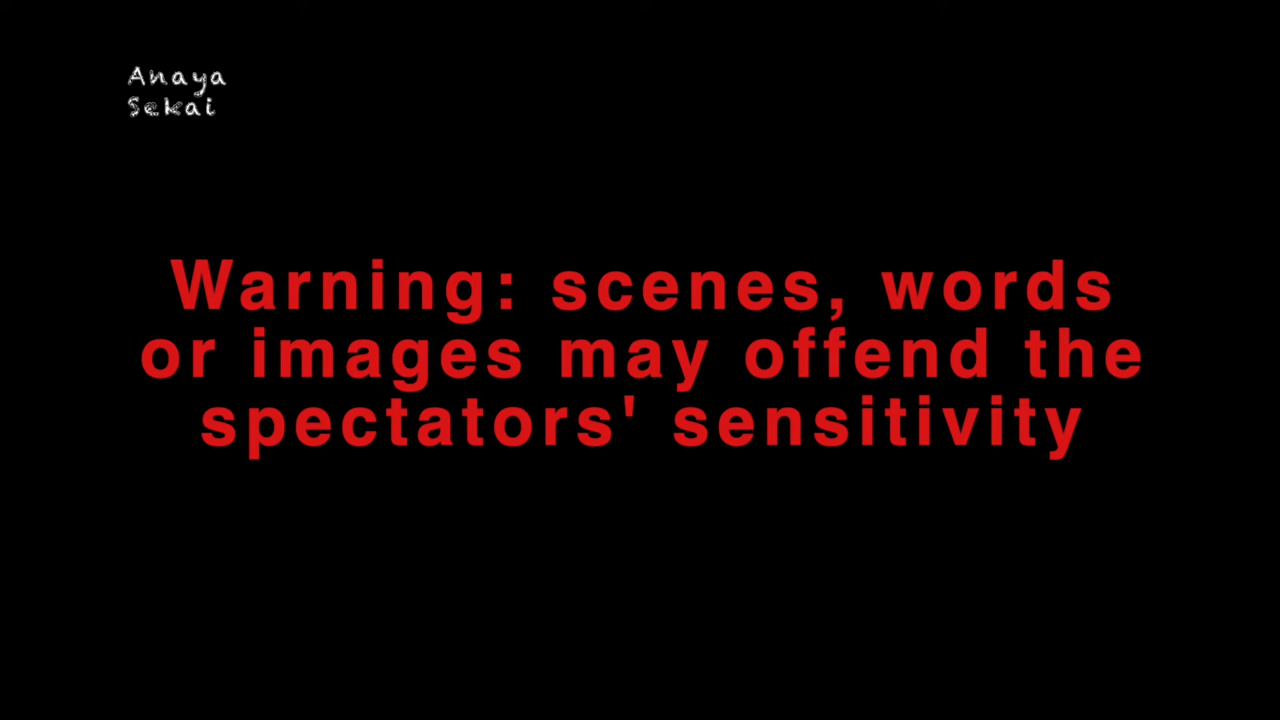 Anaya
Sekai
Warning: scenes, words
or images may offend the
spectators' sensitivity